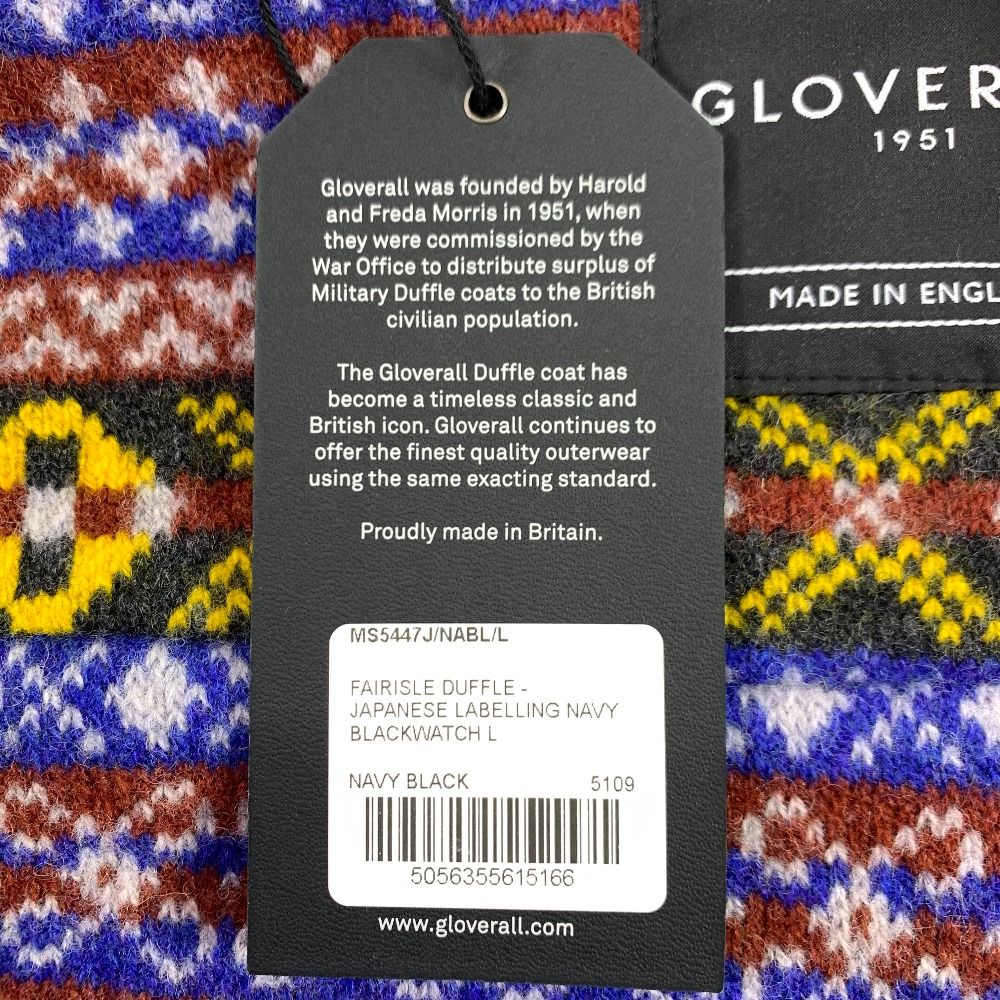 GLOVER
1951
MADE IN ENGL
Gloverall was founded by Harold
and Freda Morris in 1951, when
they were commissioned by the
War Office to distribute surplus of
Military Duffle coats to the British
civilian population.
The Gloverall Duffle coat has
become a timeless classic and
British icon. Gloverall continues to
offer the finest quality outerwear
using the same exacting standard.
Proudly made in Britain.
MS5447J/NABL/L
FAIRISLE DUFFLE -
JAPANESE LABELLING NAVY
BLACKWATCH L
NAVY BLACK 5109
5056355615166
www.gloverall.com